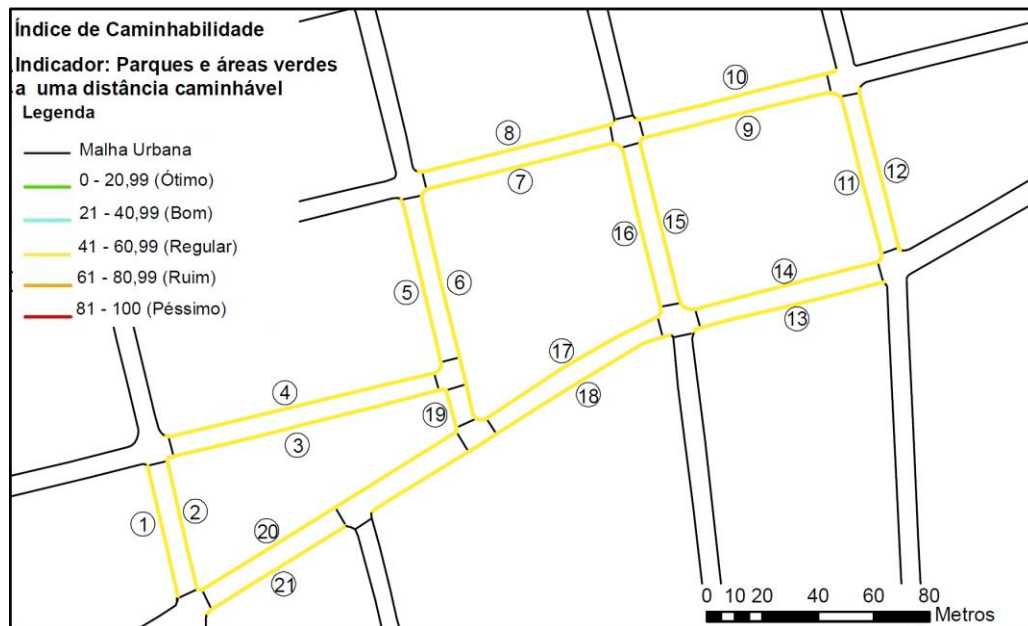 Índice de Caminhabilidade
Indicador: Parques e áreas verdes
a uma distância caminhável
Legenda
Malha Urbana
0 - 20,99 (Ótimo)
21 - 40,99 (Bom)
41 - 60,99 (Regular)
61 - 80,99 (Ruim)
81 - 100 (Péssimo)
10
8
9
7
12
11
16
15
5
6
14
13
17
4
18
19
3
1
2
20
21
0 10 20 40 60 80
Metros